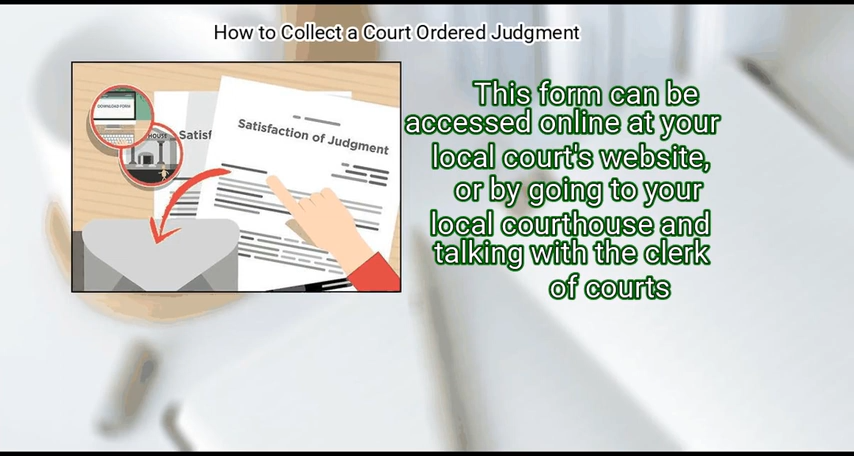 How to Collect a Court Ordered Judgment
DOWNLOAD FORM
HOUSE
Satisf
Satisfaction of Judgment
This form can be
accessed online at your
local court's website,
or by going to your
local courthouse and
talking with the clerk
of courts